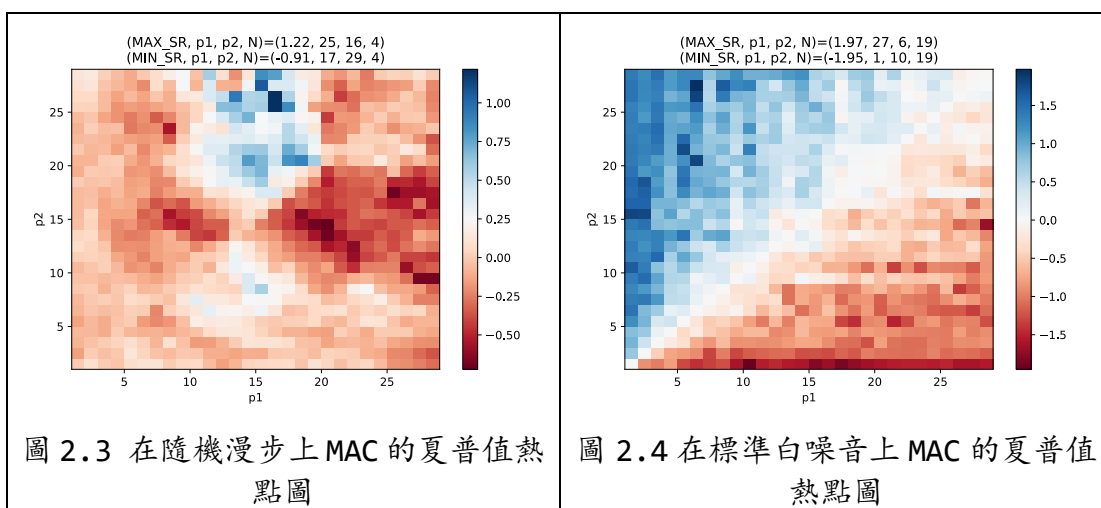 (MAX_SR, p1, p2, N)=(1.22, 25, 16, 4)
(MIN_SR, p1, p2, N)=(-0.91, 17, 29, 4)
25
20
15
10
5
p2
5
10
15
20
25
p1
1.00
0.75
0.50
0.25
0.00
−0.25
−0.50
圖 2.3 在隨機漫步上 MAC 的夏普值熱
點圖
(MAX_SR, p1, p2, N)=(1.97, 27, 6, 19)
(MIN_SR, p1, p2, N)=(-1.95, 1, 10, 19)
25
20
15
10
5
p2
5
10
15
20
25
p1
1.5
1.0
0.5
0.0
−0.5
−1.0
−1.5
圖 2.4 在標準白噪音上 MAC 的夏普值
熱點圖